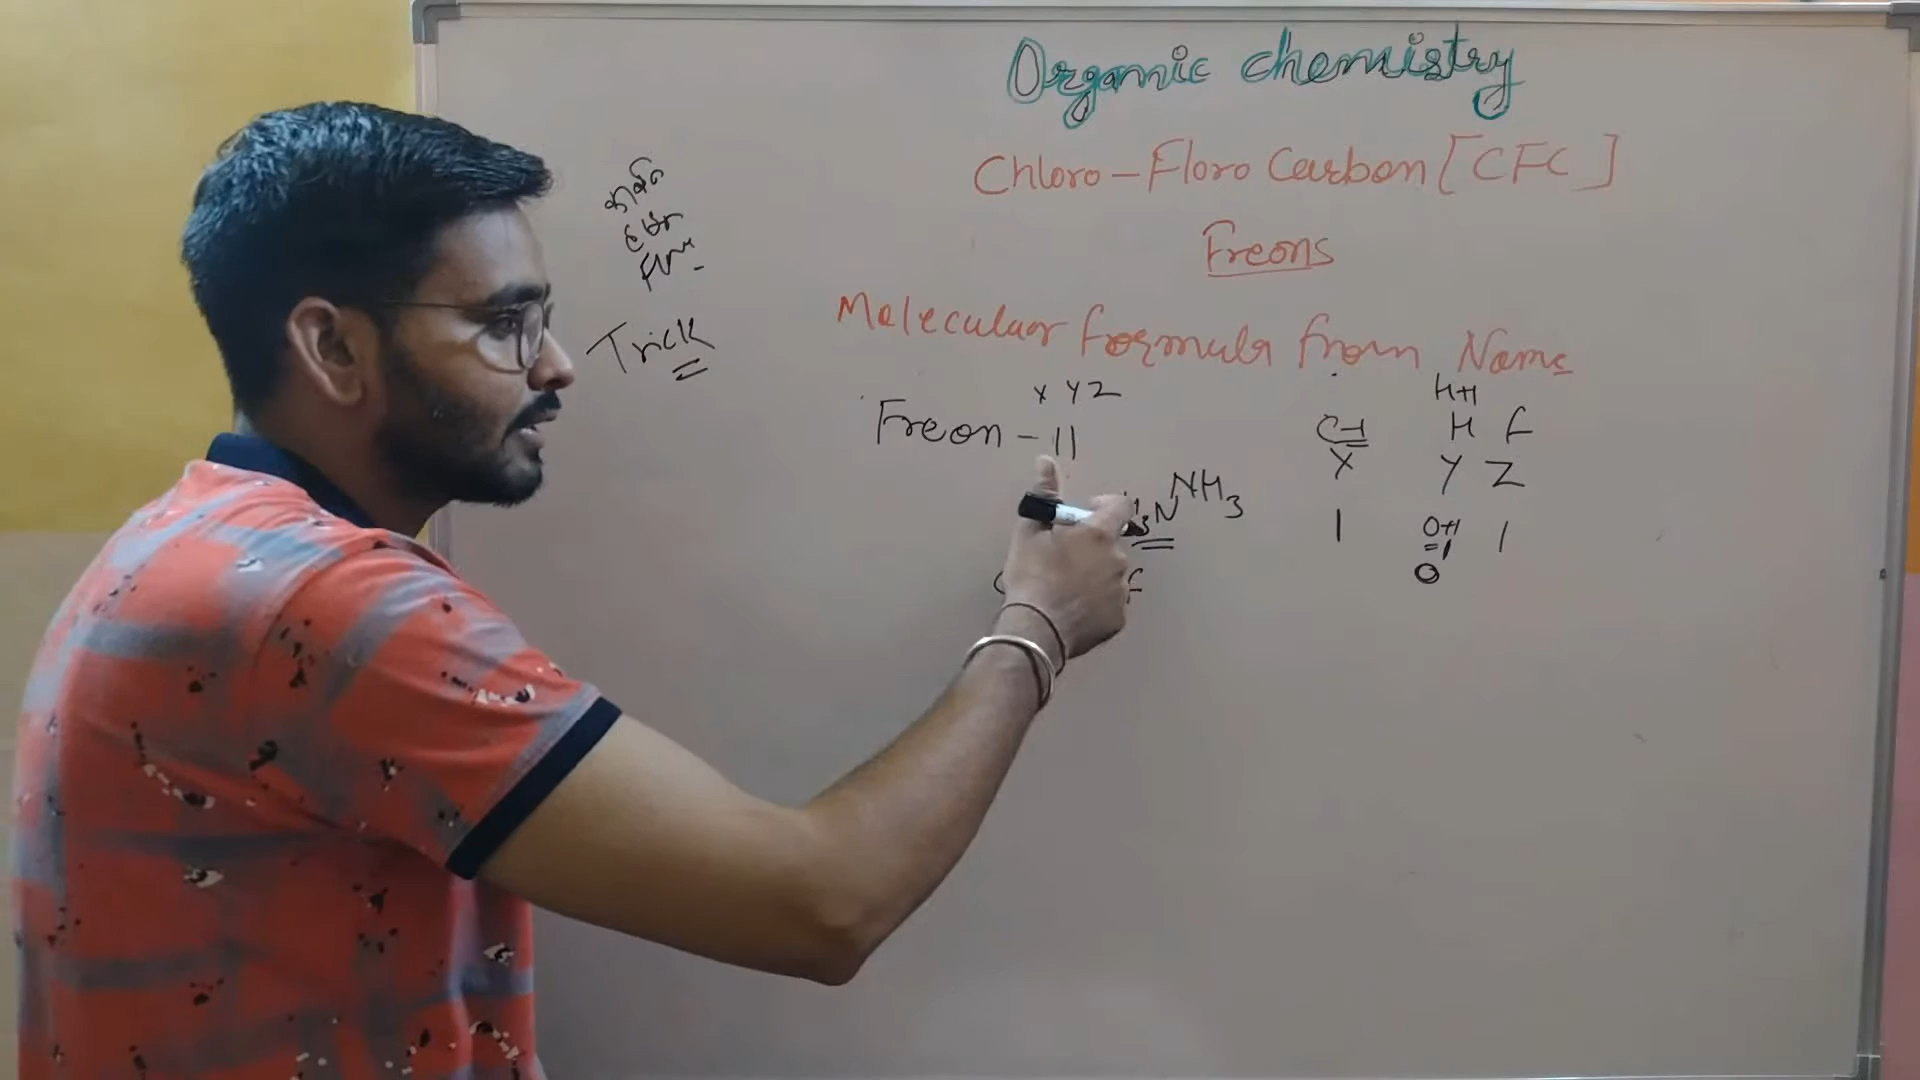 Organic chemistry
Chloro-Floro Carbon [CFC]
Freons
Molecular formula from Name
Trick
X Y Z
Freon - 11
H+1
C-1 H F
X Y Z
NH3
3N
1 0+1 1
0
F